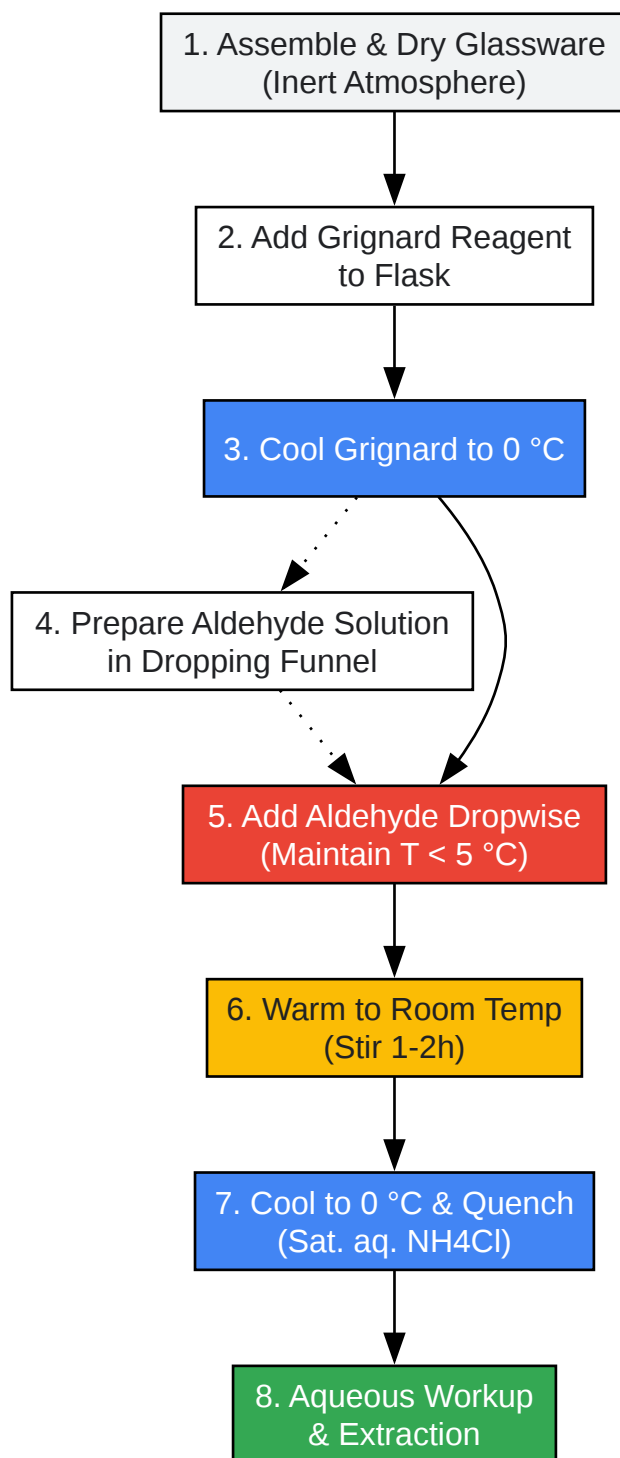 1. Assemble & Dry Glassware
(Inert Atmosphere)
2. Add Grignard Reagent
to Flask
3. Cool Grignard to 0 °C
4. Prepare Aldehyde Solution
in Dropping Funnel
5. Add Aldehyde Dropwise
(Maintain T < 5 °C)
6. Warm to Room Temp
(Stir 1-2h)
7. Cool to 0 °C & Quench
(Sat. aq. NH4Cl)
8. Aqueous Workup
& Extraction